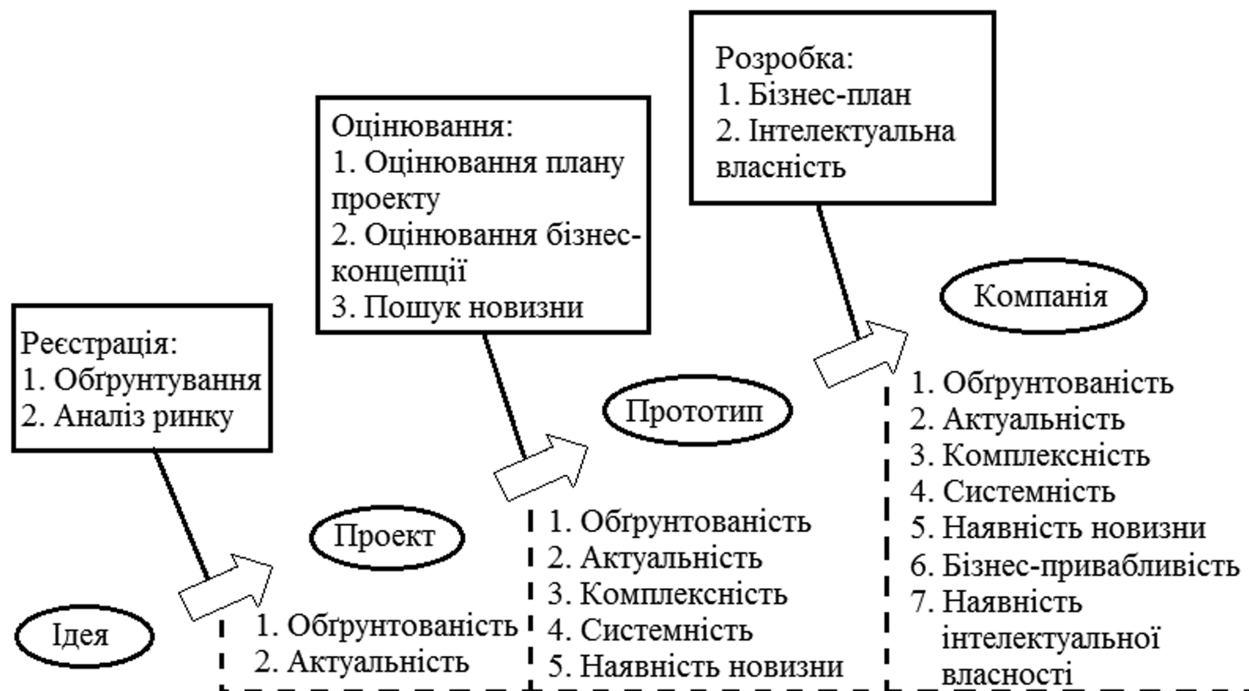 Розробка:
1. Бізнес-план
2. Інтелектуальна
власність
Оцінювання:
1. Оцінювання плану
проекту
2. Оцінювання бізнес-
концепції
3. Пошук новизни
Реєстрація:
1. Обґрунтування
2. Аналіз ринку
Ідея
Проект
1. Обґрунтованість
2. Актуальність
Прототип
1. Обґрунтованість
2. Актуальність
3. Комплексність
4. Системність
5. Наявність новизни
Компанія
1. Обґрунтованість
2. Актуальність
3. Комплексність
4. Системність
5. Наявність новизни
6. Бізнес-привабливість
7. Наявність
інтелектуальної
власності